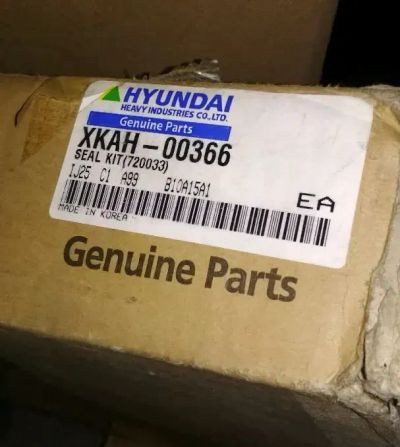 HYUNDAI
HEAVY INDUSTRIES CO.,LTD.
Genuine Parts
XKAH-00366
SEAL KIT(720033)
IJ25 C1 A99 B10A15A1
EA
MADE IN KOREA
Genuine Parts